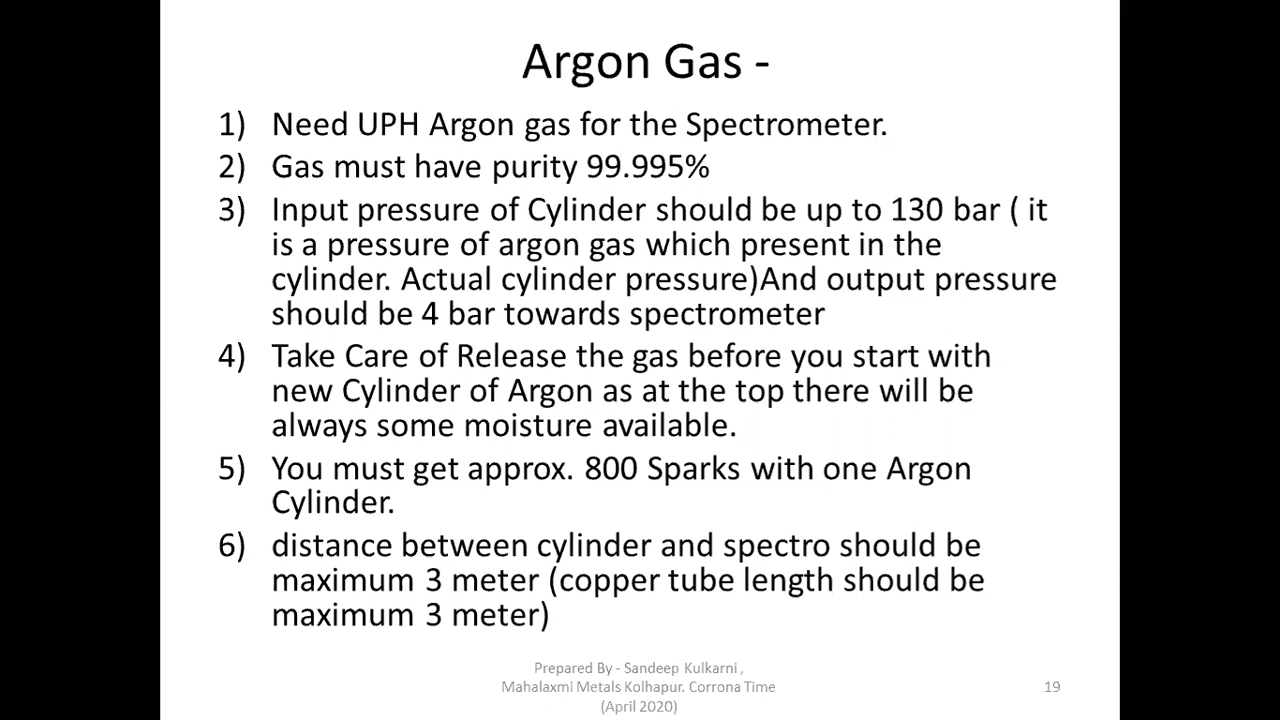 Argon Gas -
1) Need UPH Argon gas for the Spectrometer.
2) Gas must have purity 99.995%
3) Input pressure of Cylinder should be up to 130 bar ( it
is a pressure of argon gas which present in the
cylinder. Actual cylinder pressure)And output pressure
should be 4 bar towards spectrometer
4) Take Care of Release the gas before you start with
new Cylinder of Argon as at the top there will be
always some moisture available.
5) You must get approx. 800 Sparks with one Argon
Cylinder.
6) distance between cylinder and spectro should be
maximum 3 meter (copper tube length should be
maximum 3 meter)
Prepared By - Sandeep Kulkarni ,
Mahalaxmi Metals Kolhapur. Corrona Time
(April 2020)
19